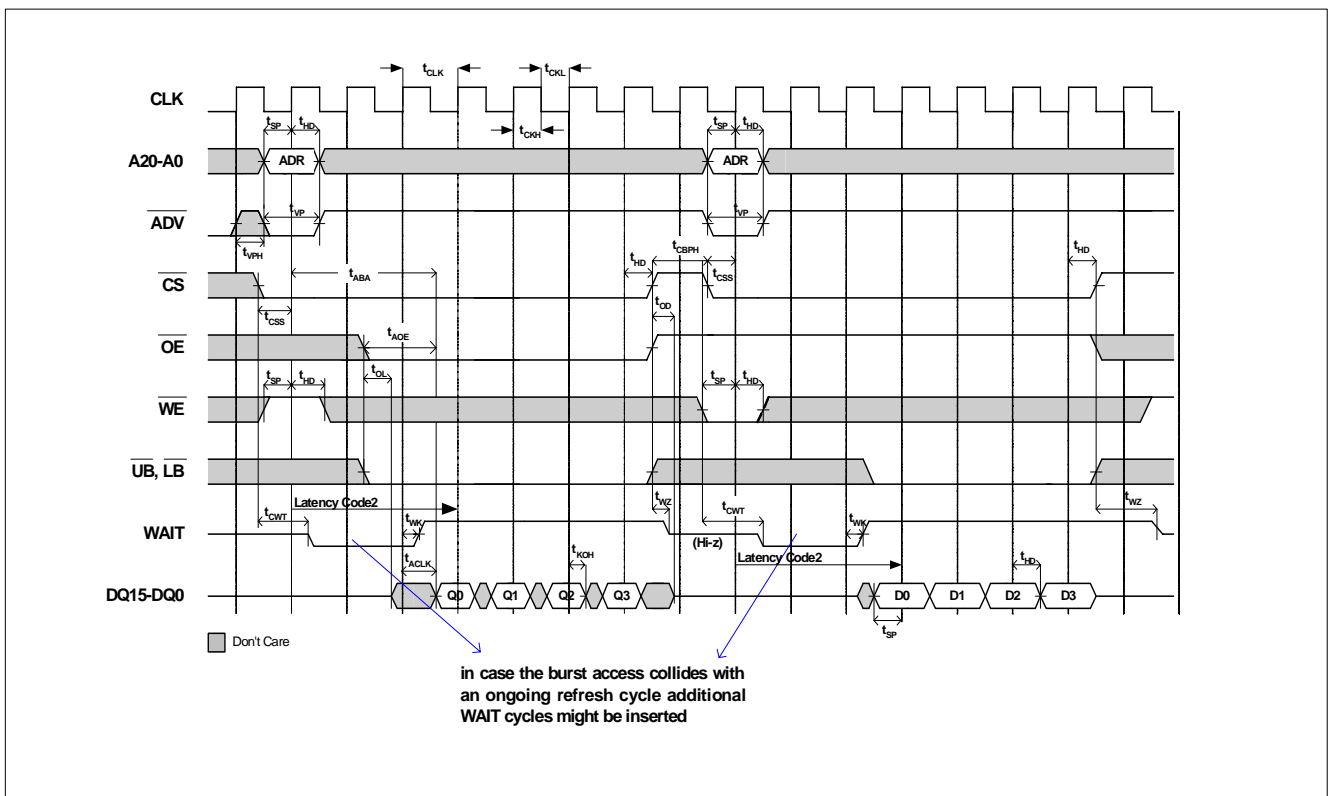 tCLK
tCKL
CLK
tCKH
tSP
tHD
tSP
tHD
A20-A0
ADR
ADR
ADV
tVP
tVP
tVPH
tHD
tCBPH
tHD
CS
tABA
tCSS
tCSS
tOD
OE
tAOE
tOL
tSP
tHD
tSP
tHD
WE
UB, LB
Latency Code2
tWZ
tWZ
tCWT
tWK
tCWT
tWK
WAIT
(Hi-z)
tACLK
tKOH
Latency Code2
tHD
DQ15-DQ0
Q0
Q1
Q2
Q3
D0
D1
D2
D3
tSP
Don't Care
in case the burst access collides with
an ongoing refresh cycle additional
WAIT cycles might be inserted